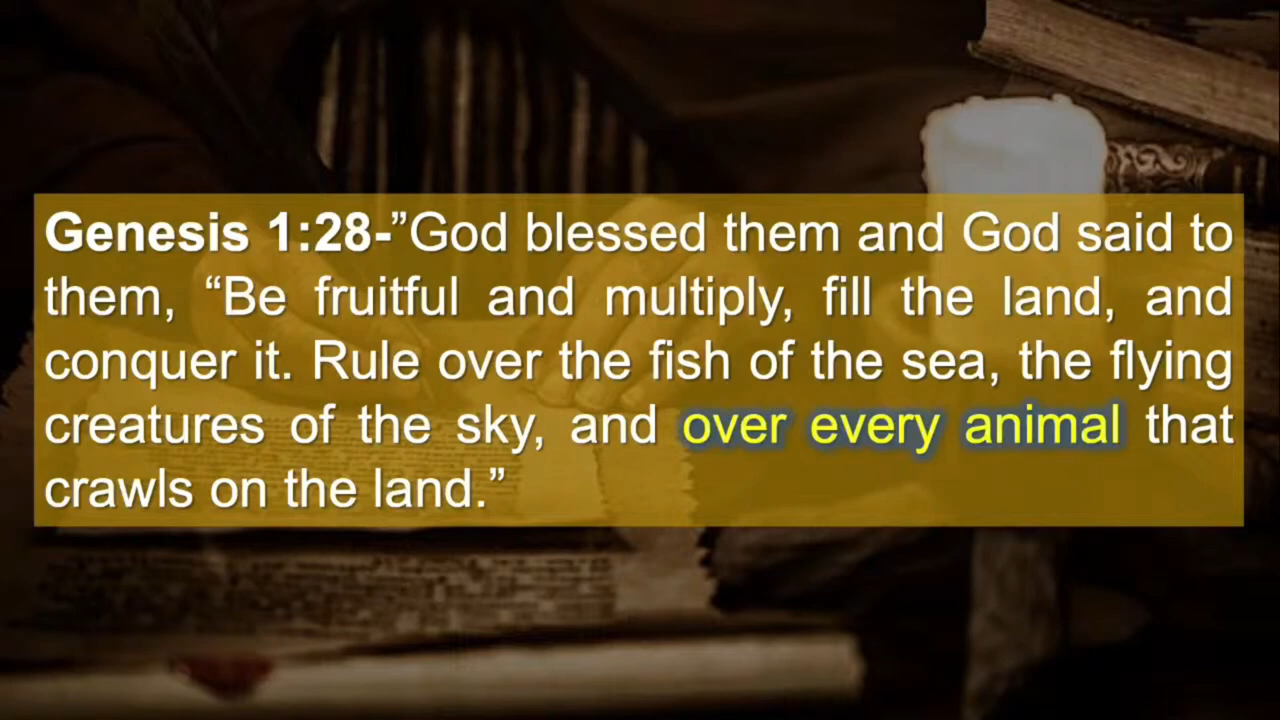 Genesis 1:28-”God blessed them and God said to
them, “Be fruitful and multiply, fill the land, and
conquer it. Rule over the fish of the sea, the flying
creatures of the sky, and over every animal that
crawls on the land.”